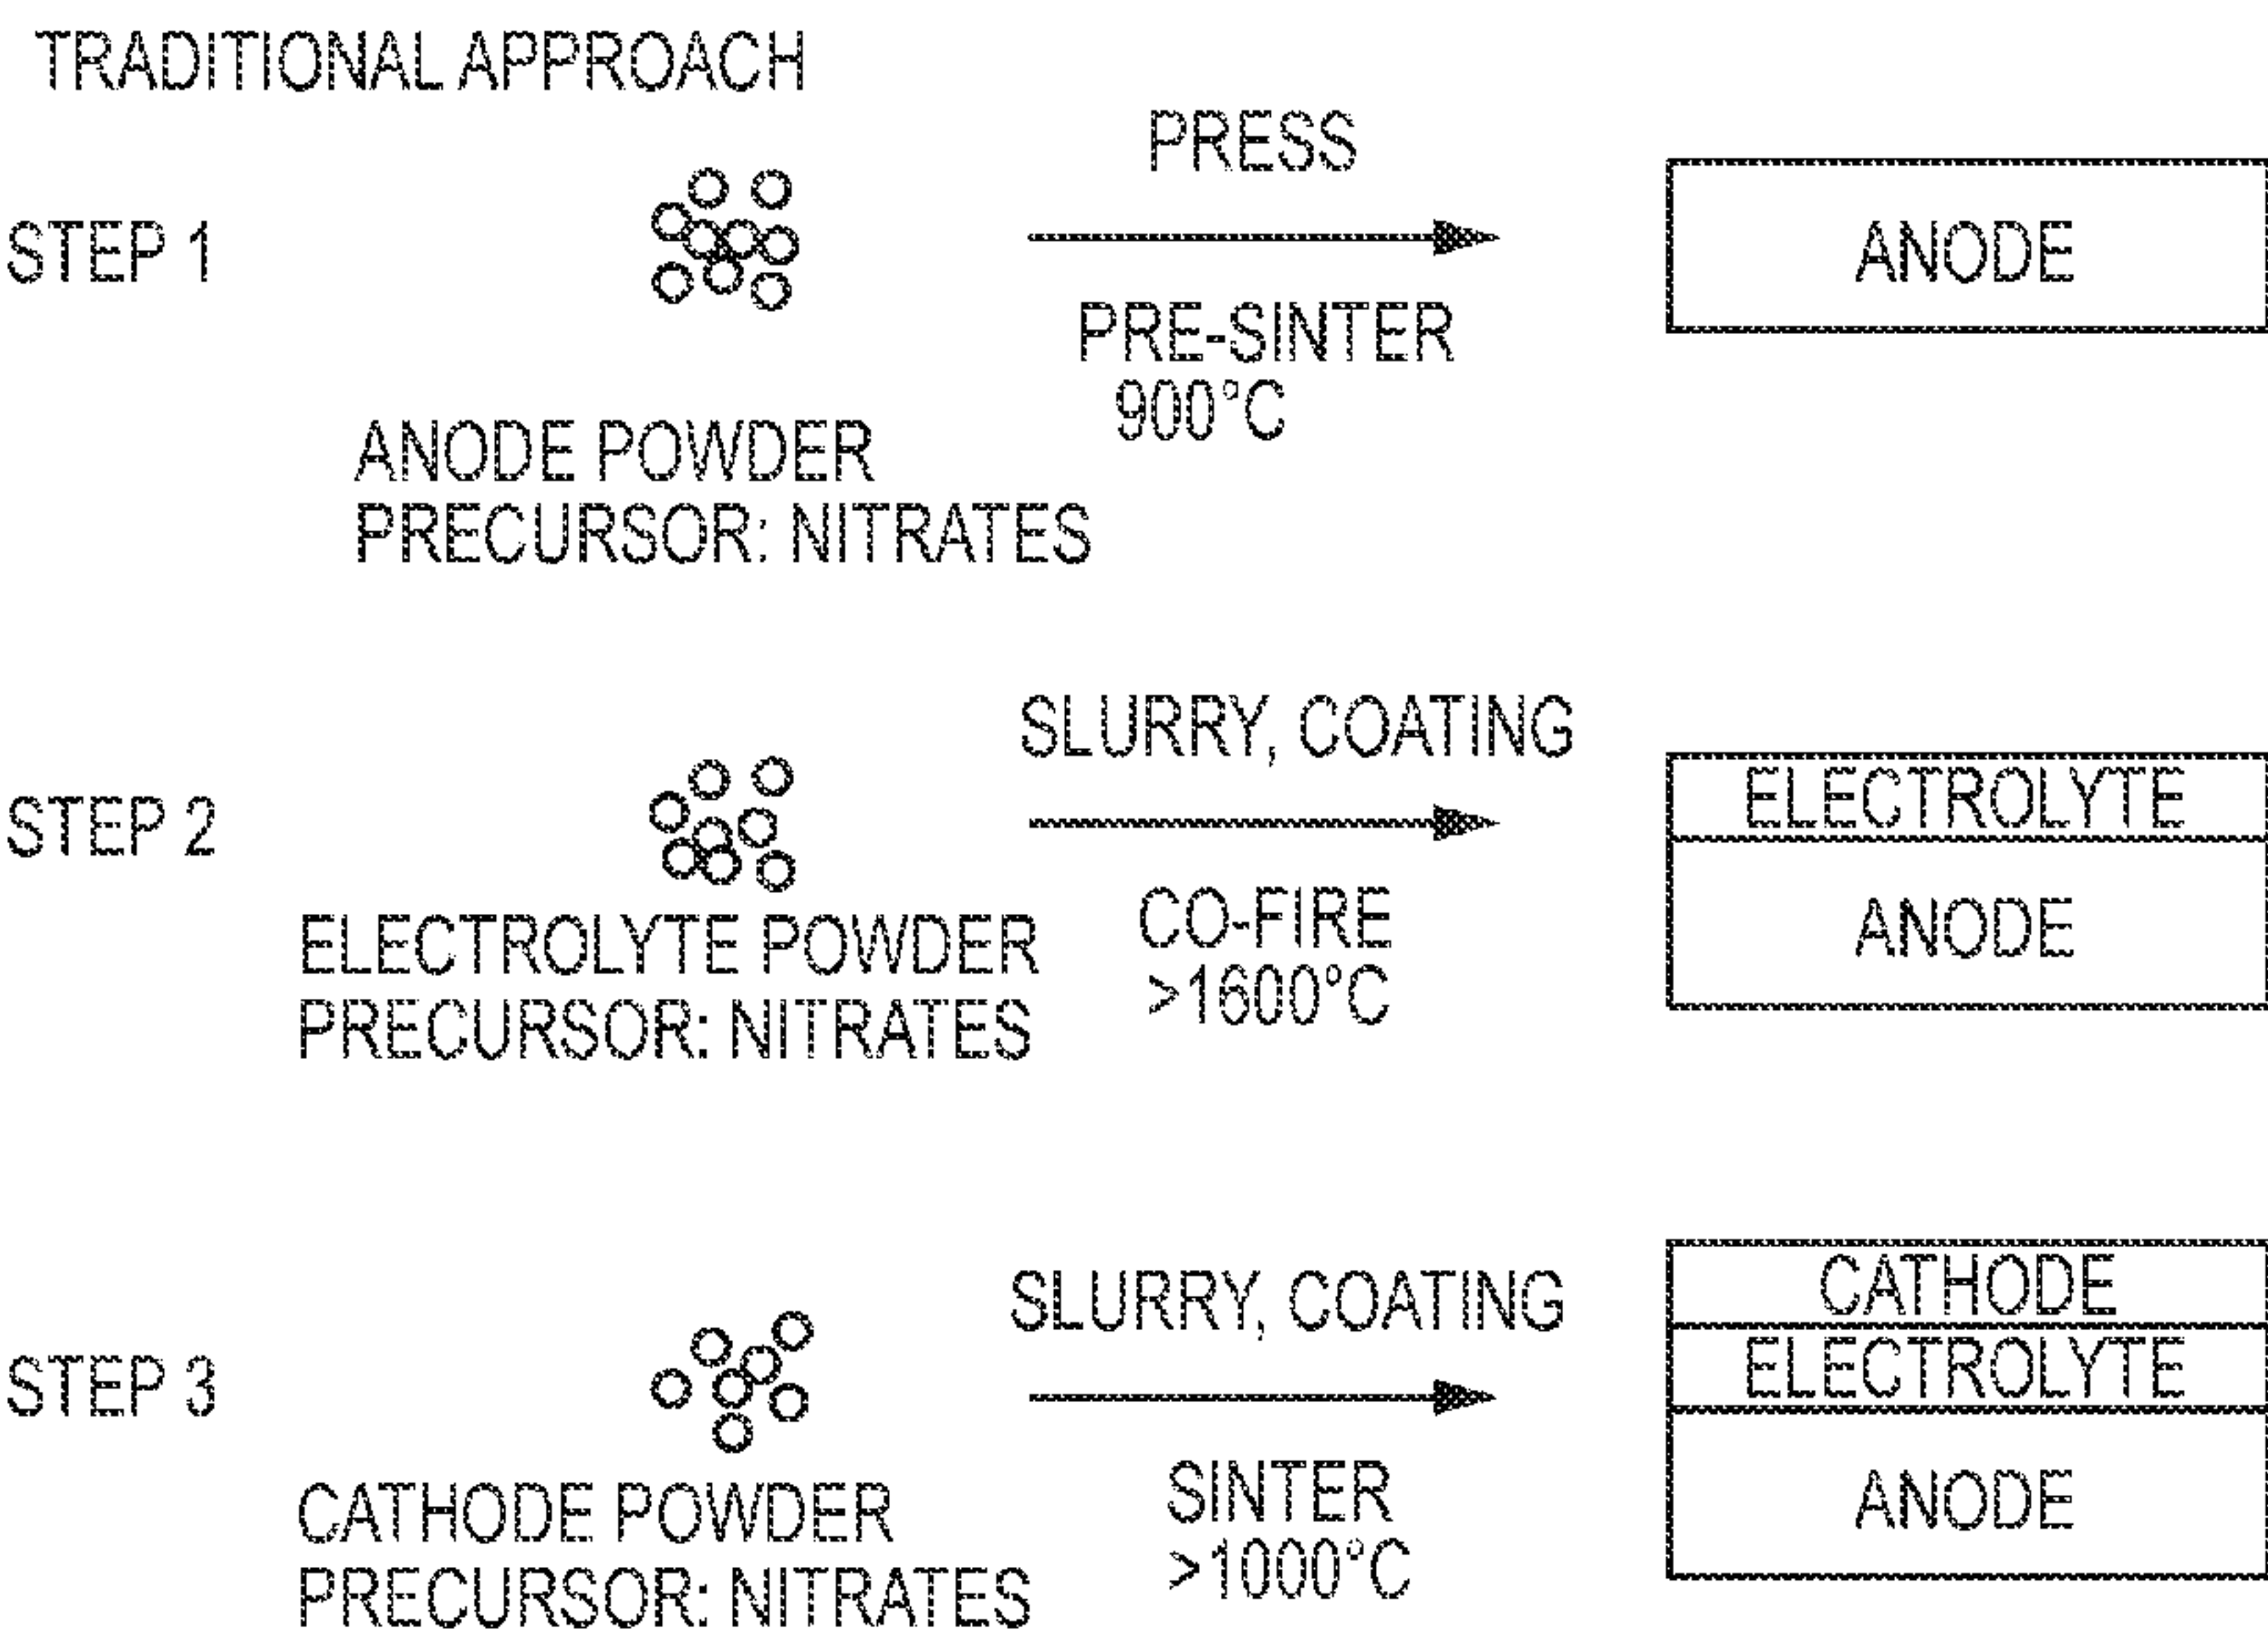 TRADITIONAL APPROACH
STEP 1
PRESS
PRE-SINTER
900°C
ANODE
ANODE POWDER
PRECURSOR: NITRATES
STEP 2
SLURRY, COATING
CO-FIRE
>1600°C
ELECTROLYTE
ANODE
ELECTROLYTE POWDER
PRECURSOR: NITRATES
STEP 3
SLURRY, COATING
SINTER
>1000°C
CATHODE
ELECTROLYTE
ANODE
CATHODE POWDER
PRECURSOR: NITRATES